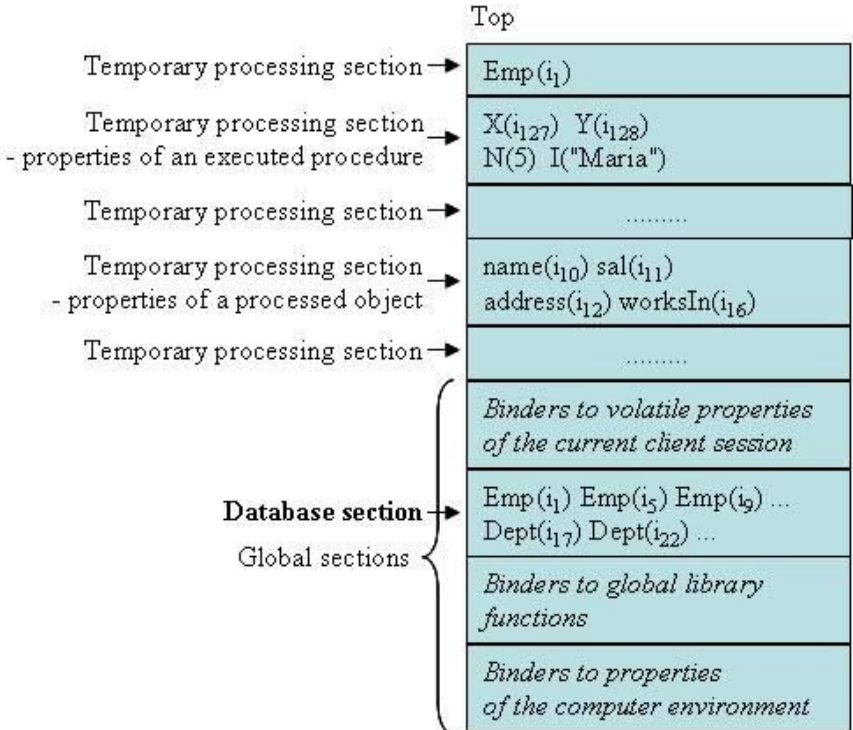 Top
Temporary processing section
Emp(i₁)
Temporary processing section
- properties of an executed procedure
X(i₁₂₇) Y(i₁₂₈)
N(5) I("Maria")
Temporary processing section
.........
Temporary processing section
- properties of a processed object
name(i₁₀) sal(i₁₁)
address(i₁₂) worksIn(i₁₆)
Temporary processing section
.........
Binders to volatile properties
of the current client session
Database section
Global sections
Emp(i₁) Emp(i₅) Emp(i₉) ...
Dept(i₁₇) Dept(i₂₂) ...
Binders to global library
functions
Binders to properties
of the computer environment